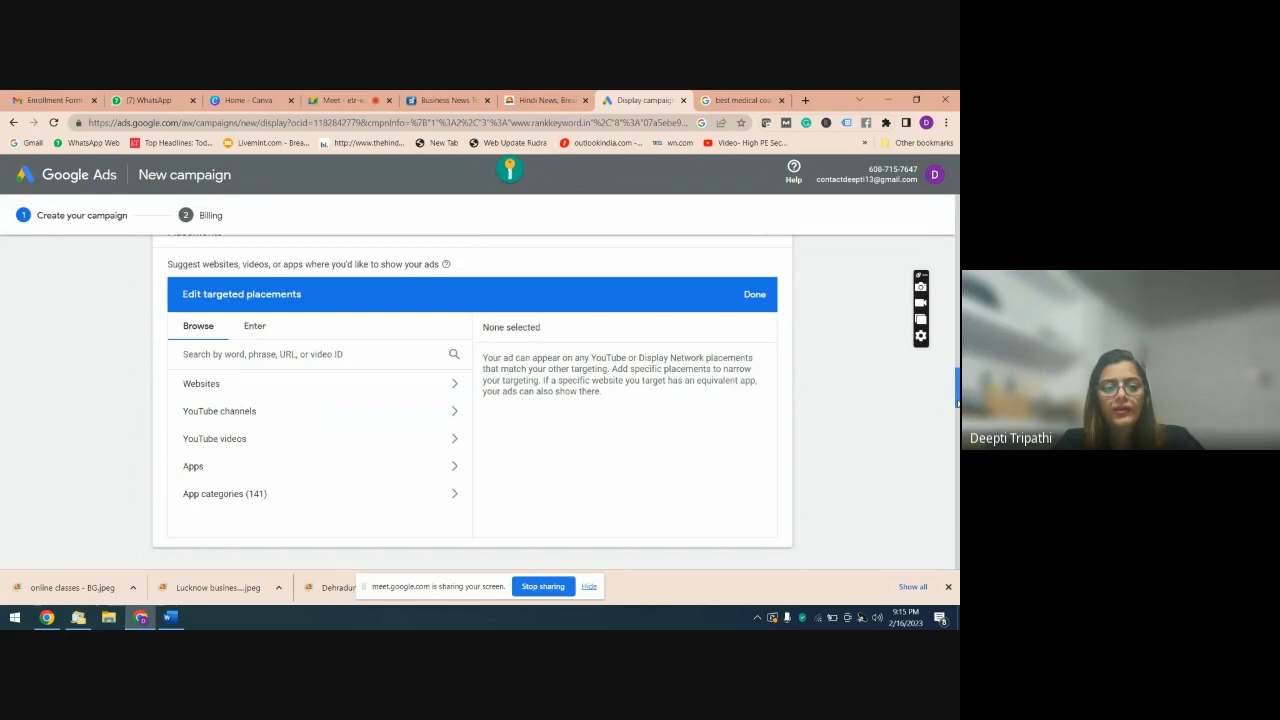 Enrollment Form
(7) WhatsApp
Home - Canva
Meet - etr-w
Business News To
Hindi News, Brea
Display campaign
best medical coa
https://ads.google.com/aw/campaigns/new/display?ocid=1182842779&cmpnInfo=%7B"1"%3A2%2C"3"%3A"www.rankkeyword.in"%2C"8"%3A"07a5ebe9...
Gmail
WhatsApp Web
Top Headlines: Tod...
Livemint.com - Brea...
http://www.thehind...
New Tab
Web Update Rudra
outlookindia.com -...
wn.com
Video- High PE Sec...
»
Other bookmarks
Google Ads
New campaign
Help
608-715-7647
contactdeepti13@gmail.com
D
1 Create your campaign
2 Billing
Suggest websites, videos, or apps where you'd like to show your ads
Edit targeted placements
Done
Browse
Enter
None selected
Search by word, phrase, URL, or video ID
Your ad can appear on any YouTube or Display Network placements
that match your other targeting. Add specific placements to narrow
your targeting. If a specific website you target has an equivalent app,
your ads can also show there.
Websites
YouTube channels
YouTube videos
Apps
App categories (141)
Deepti Tripathi
online classes - BG.jpeg
Lucknow busines....jpeg
Dehradun
meet.google.com is sharing your screen.
Stop sharing
Hide
Show all
9:15 PM
2/16/2023